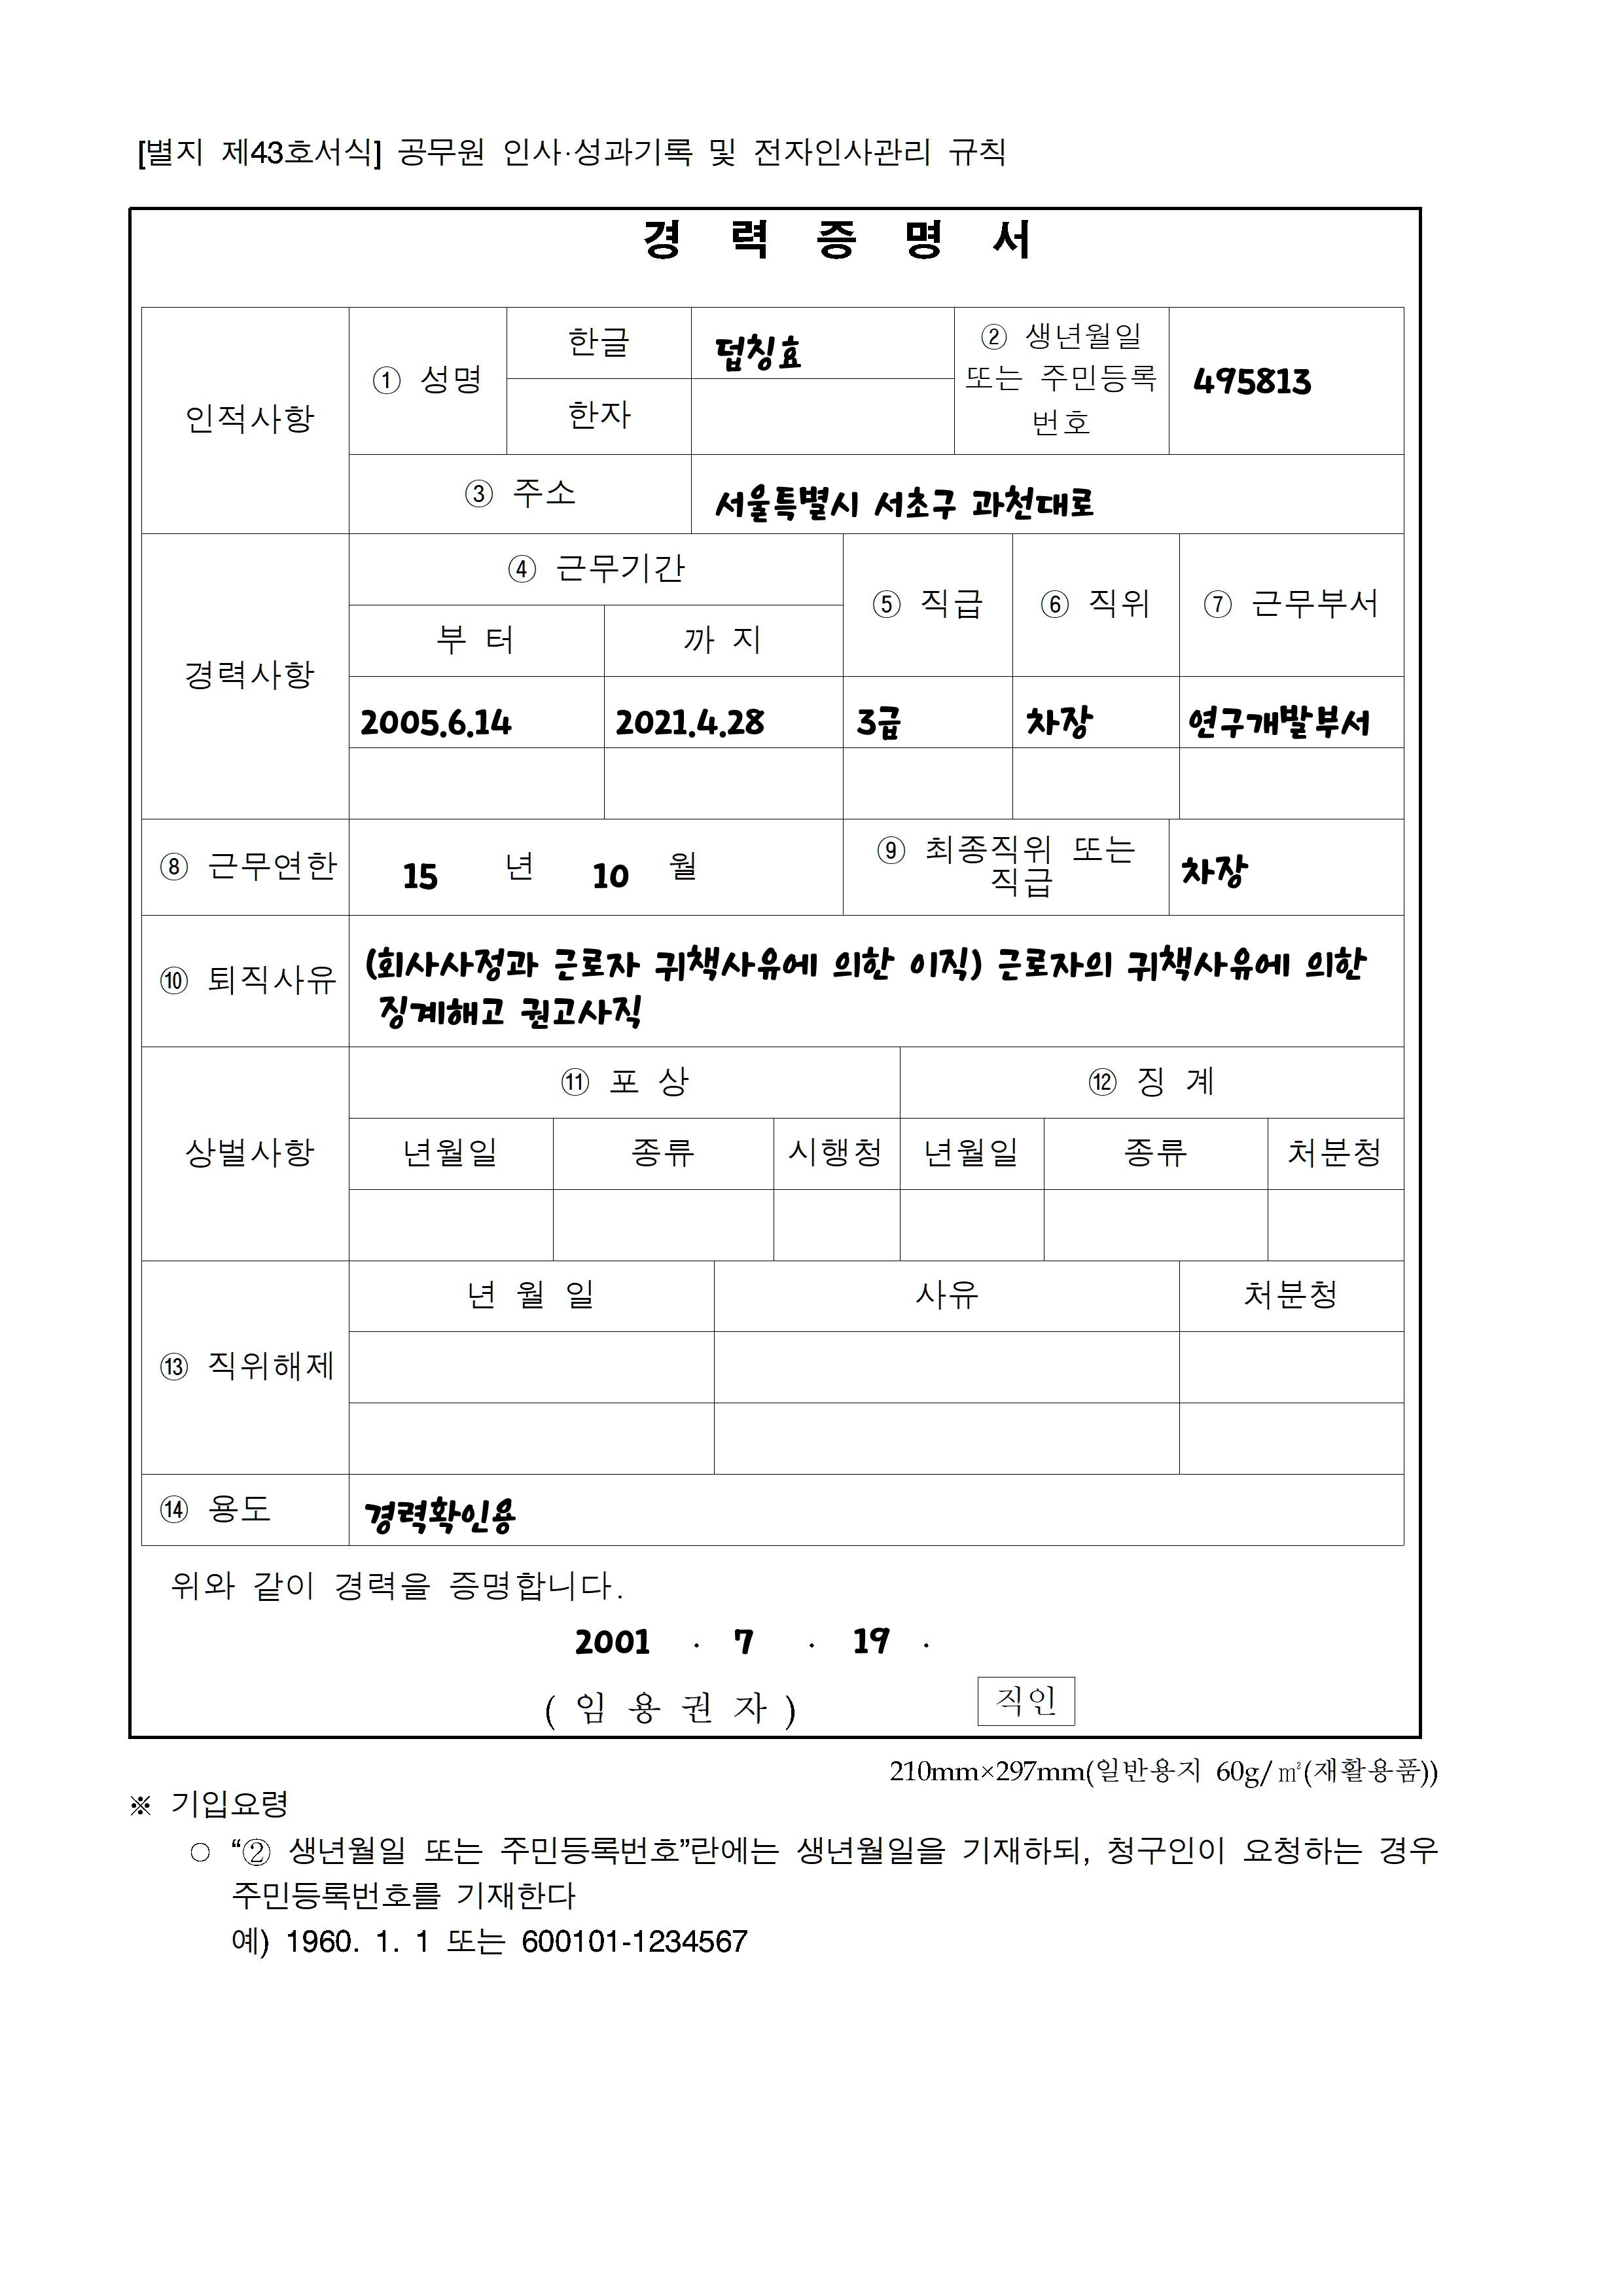 [별지 제43호서식] 공무원 인사·성과기록 및 전자인사관리 규칙
경 력 증 명 서
인적사항
① 성명
한글
덥칭효
② 생년월일
또는 주민등록
번호
495813
한자
③ 주소
서울특별시 서초구 과천대로
경력사항
④ 근무기간
⑤ 직급
⑥ 직위
⑦ 근무부서
부 터
까 지
2005.6.14
2021.4.28
3급
차장
연구개발부서
⑧ 근무연한
15 년 10 월
⑨ 최종직위 또는
직급
차장
⑩ 퇴직사유
(회사사정과 근로자 귀책사유에 의한 이직) 근로자의 귀책사유에 의한
징계해고 권고사직
상벌사항
⑪ 포 상
⑫ 징 계
년월일
종류
시행청
년월일
종류
처분청
⑬ 직위해제
년 월 일
사유
처분청
⑭ 용도
경력확인용
위와 같이 경력을 증명합니다.
2001 . 7 . 19 .
( 임 용 권 자 )
직인
210mm×297mm(일반용지 60g/㎡(재활용품))
※ 기입요령
○ “② 생년월일 또는 주민등록번호”란에는 생년월일을 기재하되, 청구인이 요청하는 경우
주민등록번호를 기재한다
예) 1960. 1. 1 또는 600101-1234567